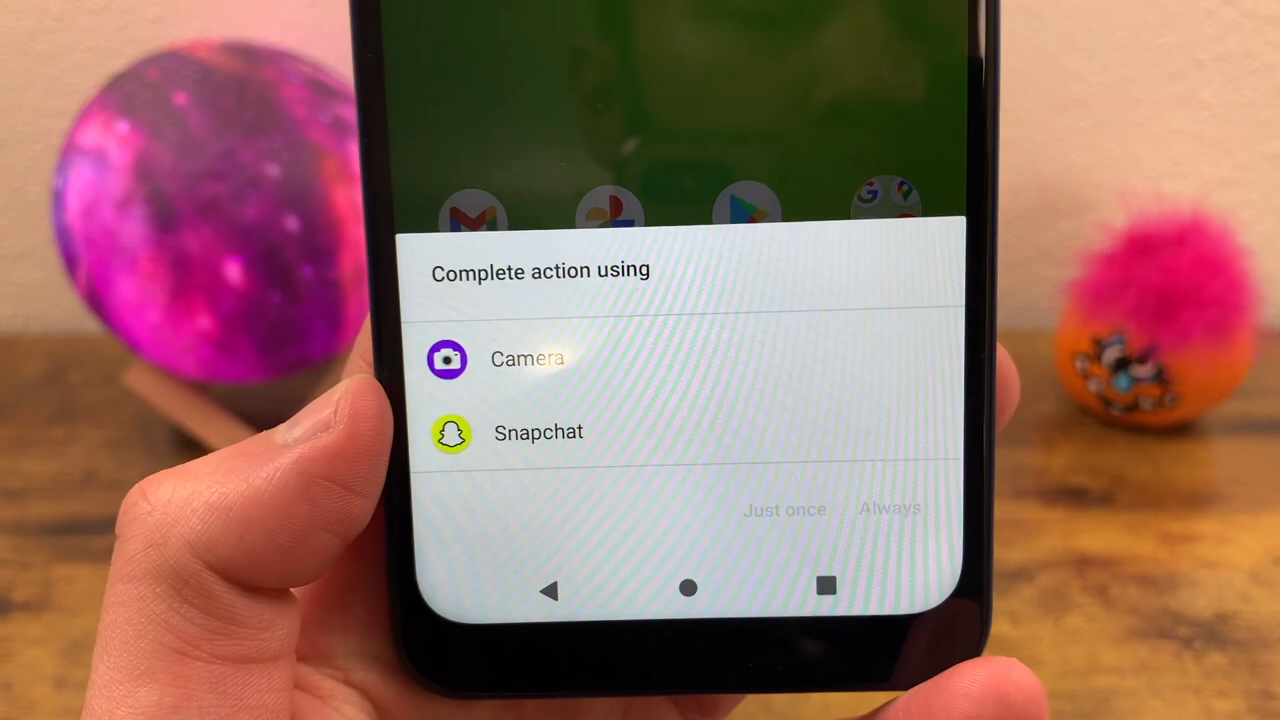 Complete action using
Camera
Snapchat
Just once
Always